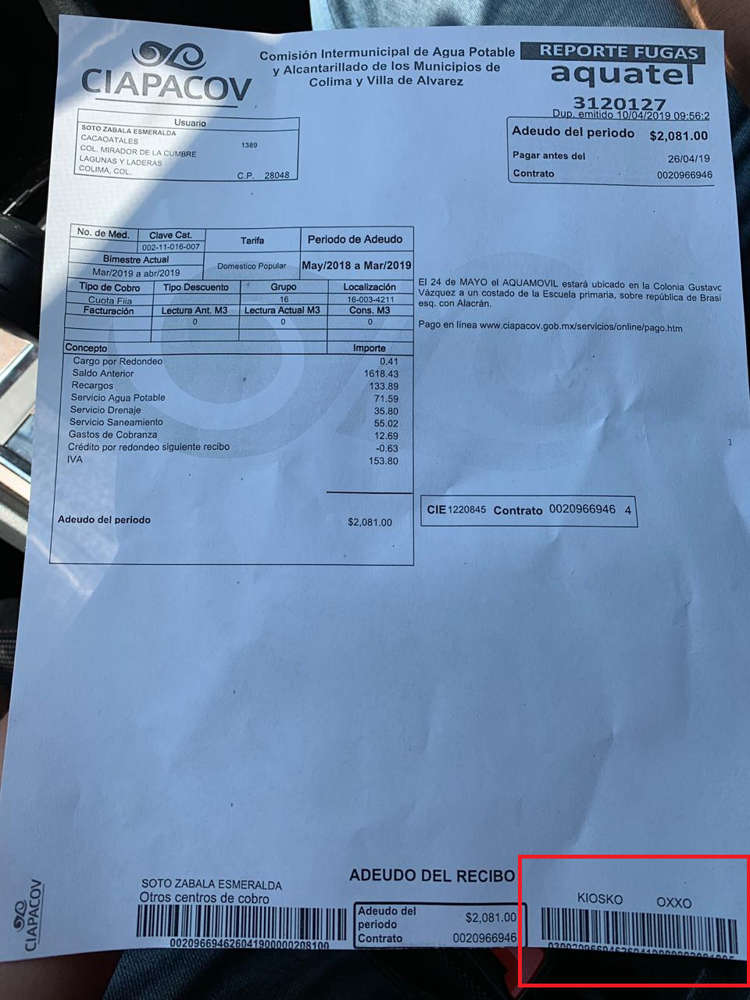 CIAPACOV
Comisión Intermunicipal de Agua Potable
y Alcantarillado de los Municipios de
Colima y Villa de Alvarez
REPORTE FUGAS
aquatel
3120127
Dup. emitido 10/04/2019 09:56:2
Usuario
SOTO ZABALA ESMERALDA
CACAOATALES 1389
COL. MIRADOR DE LA CUMBRE
LAGUNAS Y LADERAS
COLIMA, COL. C.P. 28048
Adeudo del periodo $2,081.00
Pagar antes del 26/04/19
Contrato 0020966946
No. de Med. Clave Cat. Tarifa Periodo de Adeudo
002-11-016-007
Bimestre Actual Domestico Popular May/2018 a Mar/2019
Mar/2019 a abr/2019
Tipo de Cobro Tipo Descuento Grupo Localización
Cuota Fija 16 16-003-4211
Facturación Lectura Ant. M3 Lectura Actual M3 Cons. M3
0 0 0
Concepto Importe
Cargo por Redondeo 0.41
Saldo Anterior 1618.43
Recargos 133.89
Servicio Agua Potable 71.59
Servicio Drenaje 35.80
Servicio Saneamiento 55.02
Gastos de Cobranza 12.69
Crédito por redondeo siguiente recibo -0.63
IVA 153.80
Adeudo del periodo $2,081.00
El 24 de MAYO el AQUAMOVIL estará ubicado en la Colonia Gustavo
Vázquez a un costado de la Escuela primaria, sobre república de Brasi
esq. con Alacrán.
Pago en línea www.ciapacov.gob.mx/servicios/online/pago.htm
1
CIE 1220845 Contrato 0020966946 4
CIAPACOV
SOTO ZABALA ESMERALDA
Otros centros de cobro
002096694626041900000208100
ADEUDO DEL RECIBO
Adeudo del
periodo $2,081.00
Contrato 0020966946
KIOSKO OXXO